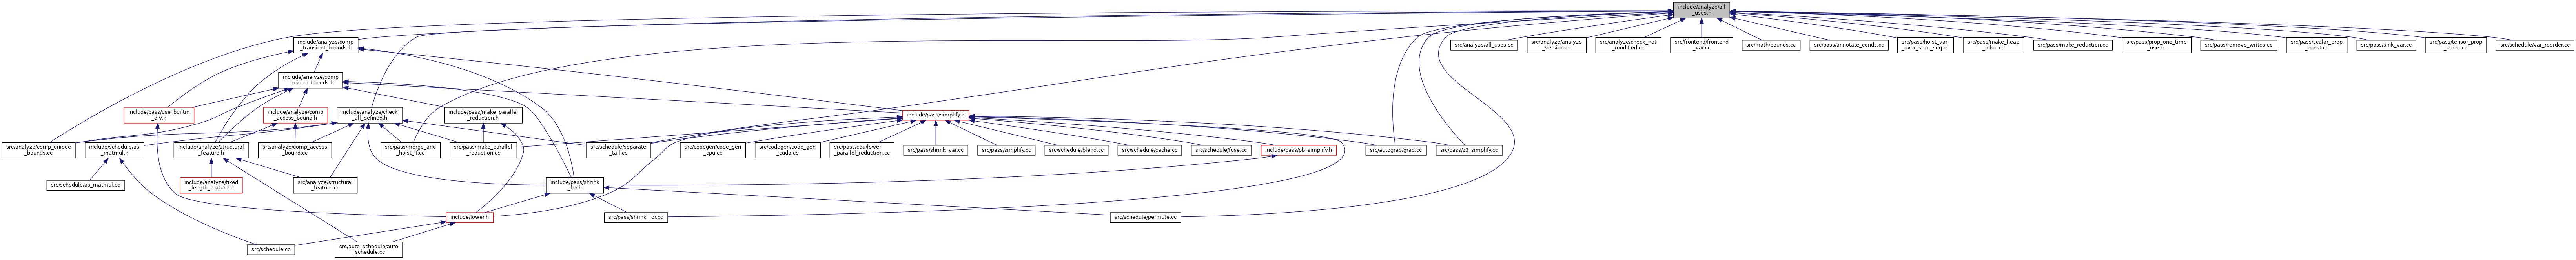 include/analyze/all
_uses.h
include/analyze/comp
_transient_bounds.h
src/analyze/all_uses.cc
src/analyze/analyze
_version.cc
src/analyze/check_not
_modified.cc
src/frontend/frontend
_var.cc
src/math/bounds.cc
src/pass/annotate_conds.cc
src/pass/hoist_var
_over_stmt_seq.cc
src/pass/make_heap
_alloc.cc
src/pass/make_reduction.cc
src/pass/prop_one_time
_use.cc
src/pass/remove_writes.cc
src/pass/scalar_prop
_const.cc
src/pass/sink_var.cc
src/pass/tensor_prop
_const.cc
src/schedule/var_reorder.cc
include/analyze/comp
_unique_bounds.h
include/pass/use_builtin
_div.h
include/analyze/comp
_access_bound.h
include/analyze/check
_all_defined.h
include/pass/make_parallel
_reduction.h
include/pass/simplify.h
src/analyze/comp_unique
_bounds.cc
include/schedule/as
_matmul.h
include/analyze/structural
_feature.h
src/analyze/comp_access
_bound.cc
src/pass/merge_and
_hoist_if.cc
src/pass/make_parallel
_reduction.cc
src/schedule/separate
_tail.cc
src/codegen/code_gen
_cpu.cc
src/codegen/code_gen
_cuda.cc
src/pass/cpu/lower
_parallel_reduction.cc
src/pass/shrink_var.cc
src/pass/simplify.cc
src/schedule/blend.cc
src/schedule/cache.cc
src/schedule/fuse.cc
include/pass/pb_simplify.h
src/autograd/grad.cc
src/pass/z3_simplify.cc
src/schedule/as_matmul.cc
include/analyze/fixed
_length_feature.h
src/analyze/structural
_feature.cc
include/pass/shrink
_for.h
include/lower.h
src/pass/shrink_for.cc
src/schedule/permute.cc
src/schedule.cc
src/auto_schedule/auto
_schedule.cc